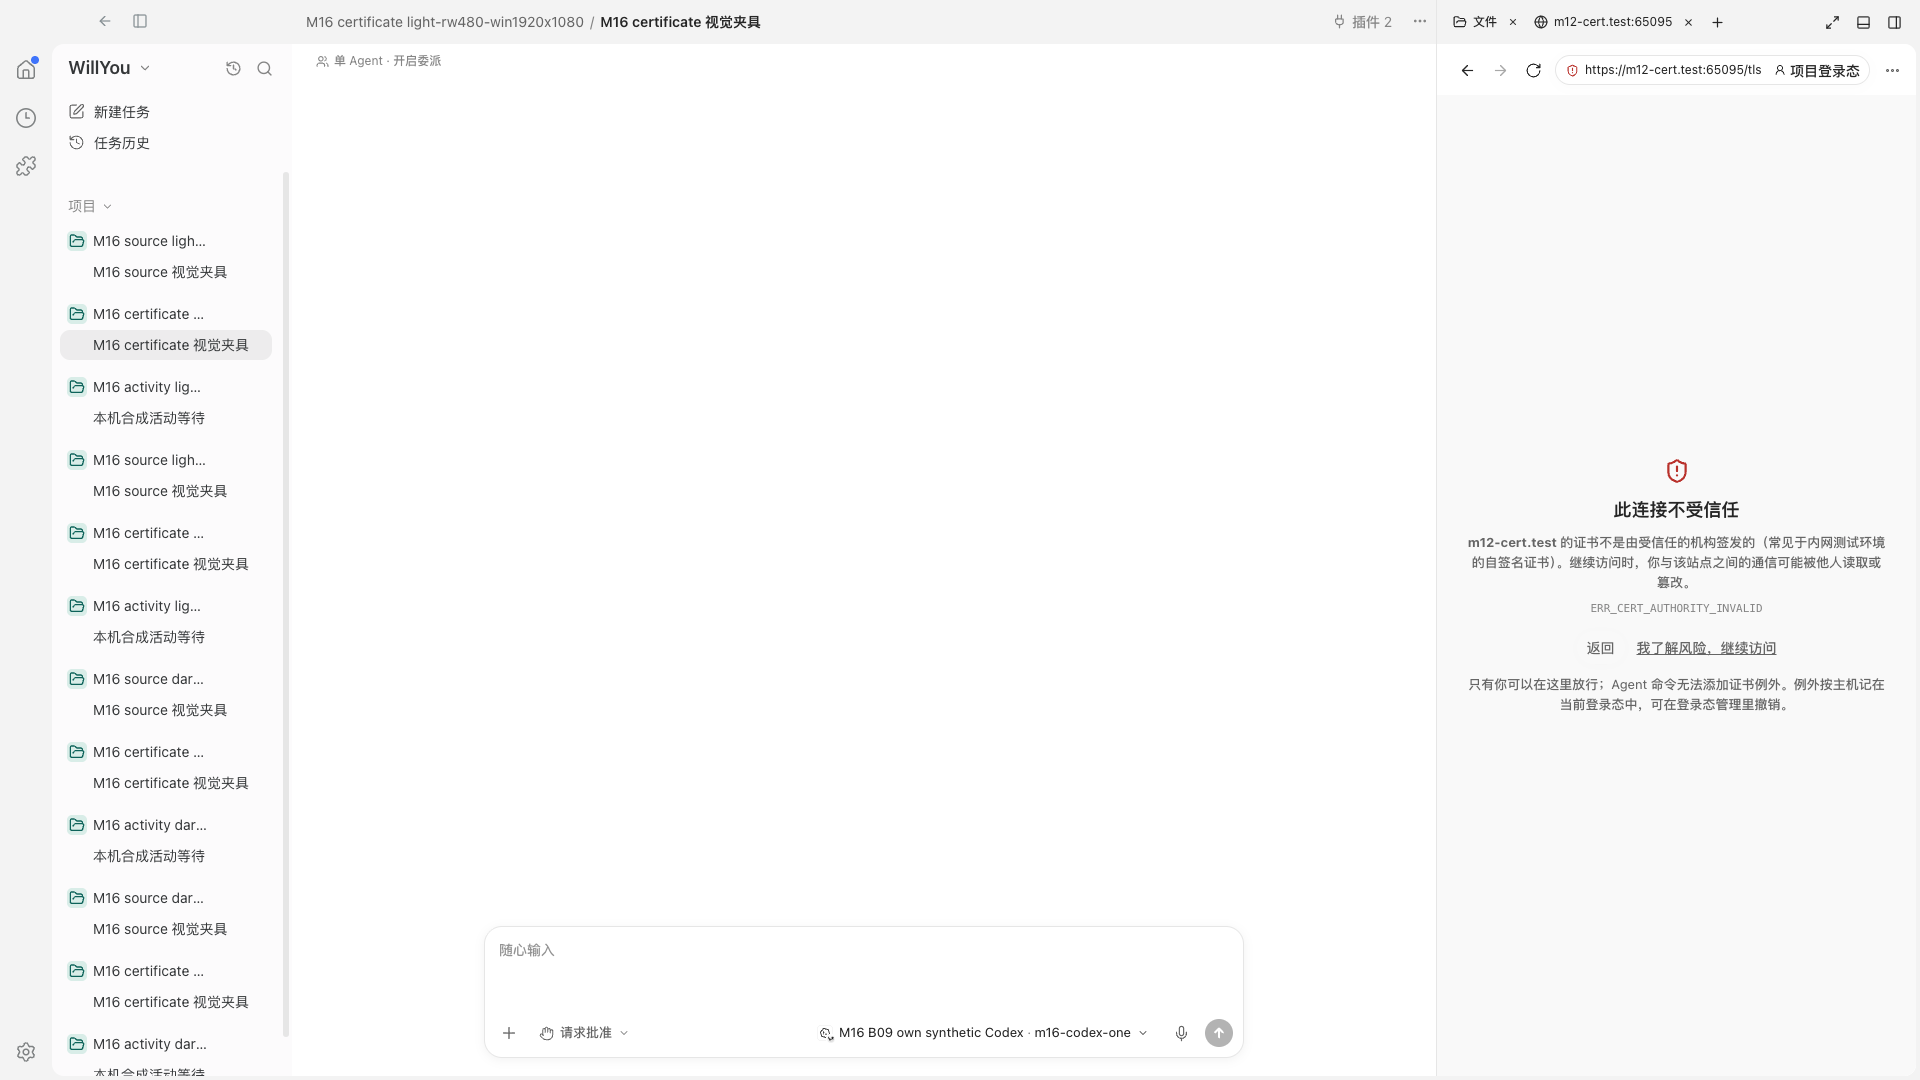 M16 certificate light-rw480-win1920x1080 / M16 certificate 视觉夹具
插件 2
文件
m12-cert.test:65095
WillYou
单 Agent · 开启委派
https://m12-cert.test:65095/tls
项目登录态
新建任务
任务历史
项目
M16 source ligh...
M16 source 视觉夹具
M16 certificate ...
M16 certificate 视觉夹具
M16 activity lig...
本机合成活动等待
M16 source ligh...
M16 source 视觉夹具
M16 certificate ...
M16 certificate 视觉夹具
M16 activity lig...
本机合成活动等待
M16 source dar...
M16 source 视觉夹具
M16 certificate ...
M16 certificate 视觉夹具
M16 activity dar...
本机合成活动等待
M16 source dar...
M16 source 视觉夹具
M16 certificate ...
M16 certificate 视觉夹具
M16 activity dar...
本机合成活动等待
随心输入
请求批准
M16 B09 own synthetic Codex · m16-codex-one
此连接不受信任
m12-cert.test 的证书不是由受信任的机构签发的（常见于内网测试环境
的自签名证书）。继续访问时，你与该站点之间的通信可能被他人读取或
篡改。
ERR_CERT_AUTHORITY_INVALID
返回
我了解风险，继续访问
只有你可以在这里放行；Agent 命令无法添加证书例外。例外按主机记在
当前登录态中，可在登录态管理里撤销。